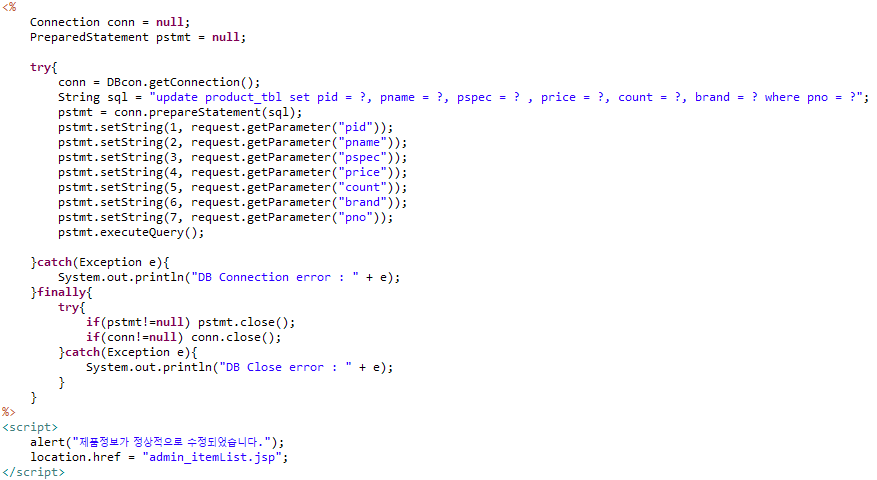 <%
    Connection conn = null;
    PreparedStatement pstmt = null;

    try{
        conn = DBcon.getConnection();
        String sql = "update product_tbl set pid = ?, pname = ?, pspec = ? , price = ?, count = ?, brand = ? where pno = ?";
        pstmt = conn.prepareStatement(sql);
        pstmt.setString(1, request.getParameter("pid"));
        pstmt.setString(2, request.getParameter("pname"));
        pstmt.setString(3, request.getParameter("pspec"));
        pstmt.setString(4, request.getParameter("price"));
        pstmt.setString(5, request.getParameter("count"));
        pstmt.setString(6, request.getParameter("brand"));
        pstmt.setString(7, request.getParameter("pno"));
        pstmt.executeQuery();

    }catch(Exception e){
        System.out.println("DB Connection error : " + e);
    }finally{
        try{
            if(pstmt!=null) pstmt.close();
            if(conn!=null) conn.close();
        }catch(Exception e){
            System.out.println("DB Close error : " + e);
        }
    }
%>
<script>
    alert("제품정보가 정상적으로 수정되었습니다.");
    location.href = "admin_itemList.jsp";
</script>